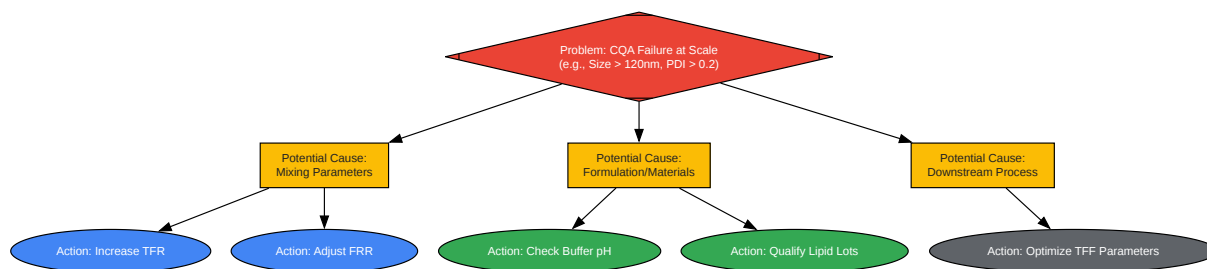 Problem: CQA Failure at Scale
(e.g., Size > 120nm, PDI > 0.2)
Potential Cause:
Mixing Parameters
Potential Cause:
Formulation/Materials
Potential Cause:
Downstream Process
Action: Increase TFR
Action: Adjust FRR
Action: Check Buffer pH
Action: Qualify Lipid Lots
Action: Optimize TFF Parameters